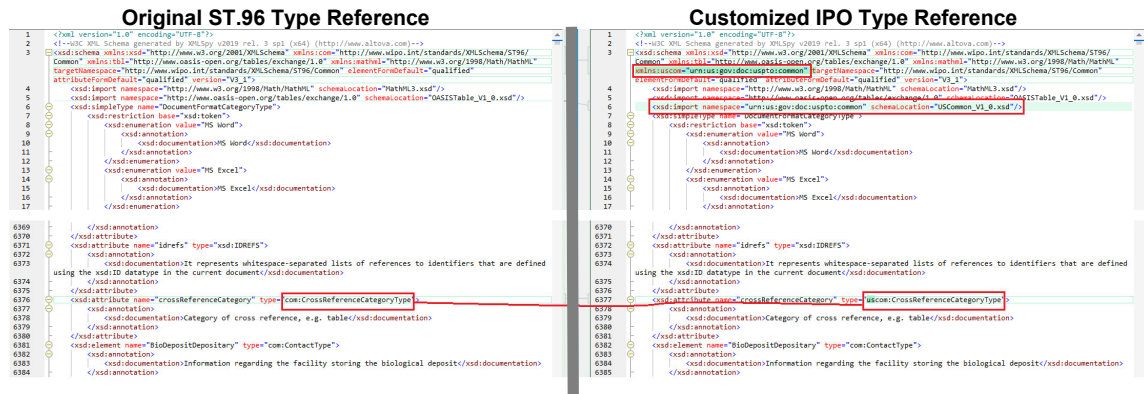 Original ST.96 Type Reference
1 <?xml version="1.0" encoding="UTF-8"?>
2 <!--W3C XML Schema generated by XMLSpy v2019 rel. 3 sp1 (x64) (http://www.altova.com)-->
3 <xsd:schema xmlns:xsd="http://www.w3.org/2001/XMLSchema" xmlns:com="http://www.wipo.int/standards/XMLSchema/ST96/
Common" xmlns:tbl="http://www.oasis-open.org/tables/exchange/1.0" xmlns:mathml="http://www.w3.org/1998/Math/MathML"
targetNamespace="http://www.wipo.int/standards/XMLSchema/ST96/Common" elementFormDefault="qualified"
attributeFormDefault="qualified" version="V3_1">
4 <xsd:import namespace="http://www.w3.org/1998/Math/MathML" schemaLocation="MathML3.xsd"/>
5 <xsd:import namespace="http://www.oasis-open.org/tables/exchange/1.0" schemaLocation="OASISTable_V1_0.xsd"/>
6 <xsd:simpleType name="DocumentFormatCategoryType">
7 <xsd:restriction base="xsd:token">
8 <xsd:enumeration value="MS Word">
9 <xsd:annotation>
10 <xsd:documentation>MS Word</xsd:documentation>
11 </xsd:annotation>
12 </xsd:enumeration>
13 <xsd:enumeration value="MS Excel">
14 <xsd:annotation>
15 <xsd:documentation>MS Excel</xsd:documentation>
16 </xsd:annotation>
17 </xsd:enumeration>
6369 </xsd:annotation>
6370 </xsd:attribute>
6371 <xsd:attribute name="idrefs" type="xsd:IDREFS">
6372 <xsd:annotation>
6373 <xsd:documentation>It represents whitespace-separated lists of references to identifiers that are defined
using the xsd:ID datatype in the current document</xsd:documentation>
6374 </xsd:annotation>
6375 </xsd:attribute>
6376 <xsd:attribute name="crossReferenceCategory" type="com:CrossReferenceCategoryType">
6377 <xsd:annotation>
6378 <xsd:documentation>Category of cross reference, e.g. table</xsd:documentation>
6379 </xsd:annotation>
6380 </xsd:attribute>
6381 <xsd:element name="BioDepositDepositary" type="com:ContactType">
6382 <xsd:annotation>
6383 <xsd:documentation>Information regarding the facility storing the biological deposit</xsd:documentation>
6384 </xsd:annotation>
Customized IPO Type Reference
1 <?xml version="1.0" encoding="UTF-8"?>
2 <!--W3C XML Schema generated by XMLSpy v2019 rel. 3 sp1 (x64) (http://www.altova.com)-->
3 <xsd:schema xmlns:xsd="http://www.w3.org/2001/XMLSchema" xmlns:com="http://www.wipo.int/standards/XMLSchema/ST96/
Common" xmlns:tbl="http://www.oasis-open.org/tables/exchange/1.0" xmlns:mathml="http://www.w3.org/1998/Math/MathML"
xmlns:uscom="urn:us:gov:doc:uspto:common" targetNamespace="http://www.wipo.int/standards/XMLSchema/ST96/Common"
elementFormDefault="qualified" attributeFormDefault="qualified" version="V3_1">
4 <xsd:import namespace="http://www.w3.org/1998/Math/MathML" schemaLocation="MathML3.xsd"/>
5 <xsd:import namespace="http://www.oasis-open.org/tables/exchange/1.0" schemaLocation="OASISTable_V1_0.xsd"/>
6 <xsd:import namespace="urn:us:gov:doc:uspto:common" schemaLocation="USCommon_V1_0.xsd"/>
7 <xsd:simpleType name="DocumentFormatCategoryType">
8 <xsd:restriction base="xsd:token">
9 <xsd:enumeration value="MS Word">
10 <xsd:annotation>
11 <xsd:documentation>MS Word</xsd:documentation>
12 </xsd:annotation>
13 </xsd:enumeration>
14 <xsd:enumeration value="MS Excel">
15 <xsd:annotation>
16 <xsd:documentation>MS Excel</xsd:documentation>
17 </xsd:annotation>
6370 </xsd:annotation>
6371 </xsd:attribute>
6372 <xsd:attribute name="idrefs" type="xsd:IDREFS">
6373 <xsd:annotation>
6374 <xsd:documentation>It represents whitespace-separated lists of references to identifiers that are defined
using the xsd:ID datatype in the current document</xsd:documentation>
6375 </xsd:annotation>
6376 </xsd:attribute>
6377 <xsd:attribute name="crossReferenceCategory" type="uscom:CrossReferenceCategoryType">
6378 <xsd:annotation>
6379 <xsd:documentation>Category of cross reference, e.g. table</xsd:documentation>
6380 </xsd:annotation>
6381 </xsd:attribute>
6382 <xsd:element name="BioDepositDepositary" type="com:ContactType">
6383 <xsd:annotation>
6384 <xsd:documentation>Information regarding the facility storing the biological deposit</xsd:documentation>
6385 </xsd:annotation>